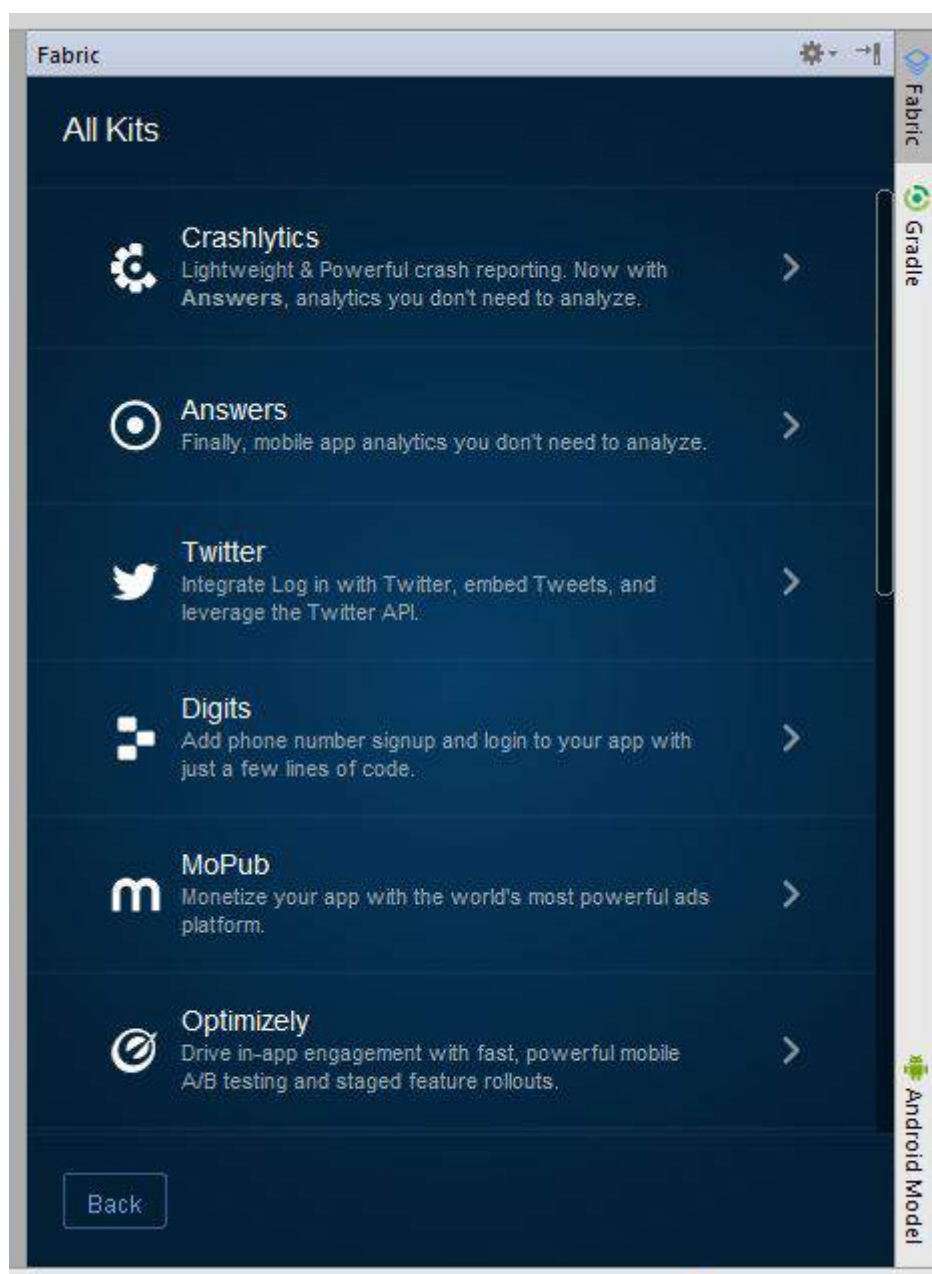 Fabric
All Kits
Crashlytics
Lightweight & Powerful crash reporting. Now with
Answers, analytics you don't need to analyze.
Answers
Finally, mobile app analytics you don't need to analyze.
Twitter
Integrate Log in with Twitter, embed Tweets, and
leverage the Twitter API.
Digits
Add phone number signup and login to your app with
just a few lines of code.
MoPub
Monetize your app with the world's most powerful ads
platform.
Optimizely
Drive in-app engagement with fast, powerful mobile
A/B testing and staged feature rollouts.
Back
Fabric
Gradle
Android Model